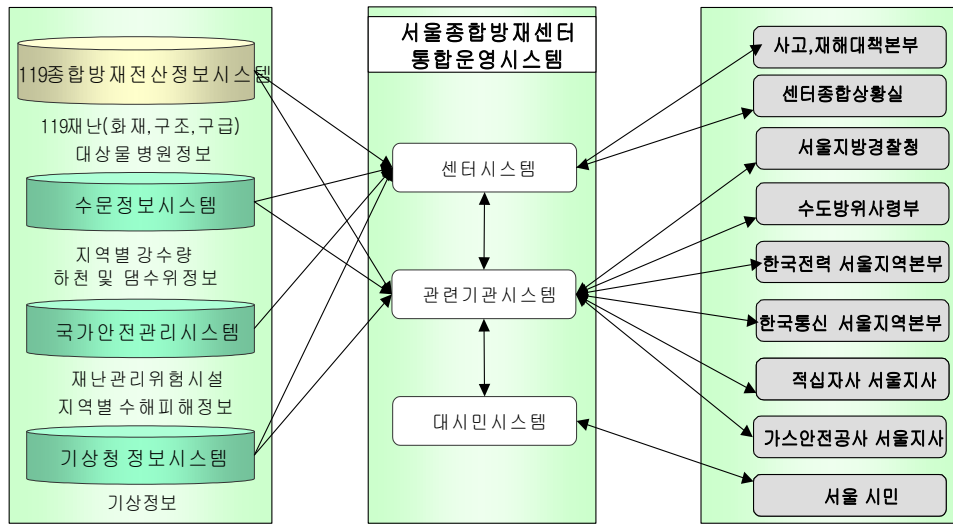 119종합방재전산정보시스템
119재난(화재,구조,구급)
대상물 병원정보
수문정보시스템
지역별 강수량
하천 및 댐수위정보
국가안전관리시스템
재난관리위험시설
지역별 수해피해정보
기상청 정보시스템
기상정보
서울종합방재센터
통합운영시스템
센터시스템
관련기관시스템
대시민시스템
사고,재해대책본부
센터종합상황실
서울지방경찰청
수도방위사령부
한국전력 서울지역본부
한국통신 서울지역본부
적십자사 서울지사
가스안전공사 서울지사
서울 시민